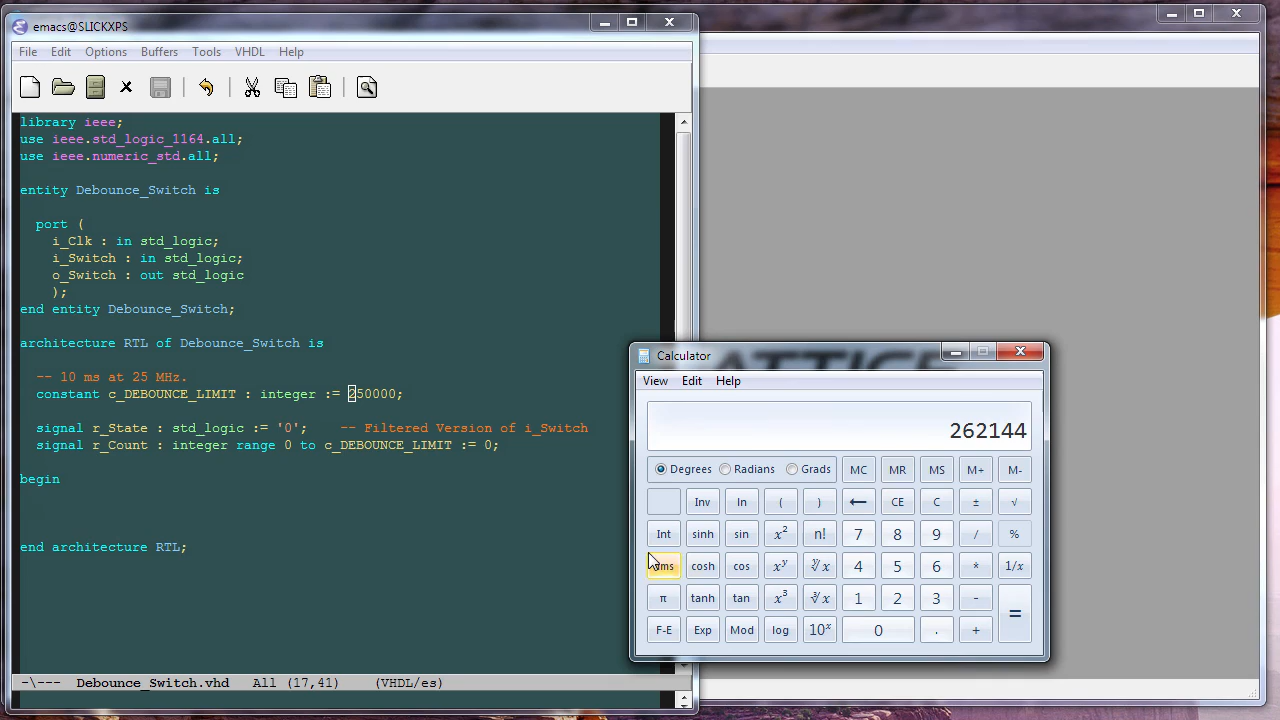 emacs@SLICKXPS
File Edit Options Buffers Tools VHDL Help
library ieee;
use ieee.std_logic_1164.all;
use ieee.numeric_std.all;
entity Debounce_Switch is
port (
i_Clk : in std_logic;
i_Switch : in std_logic;
o_Switch : out std_logic
);
end entity Debounce_Switch;
architecture RTL of Debounce_Switch is
-- 10 ms at 25 MHz.
constant c_DEBOUNCE_LIMIT : integer := 250000;
signal r_State : std_logic := '0'; -- Filtered Version of i_Switch
signal r_Count : integer range 0 to c_DEBOUNCE_LIMIT := 0;
begin
end architecture RTL;
-\--- Debounce_Switch.vhd All (17,41) (VHDL/es)
Calculator
View Edit Help
262144
Degrees Radians Grads MC MR MS M+ M-
Inv ln ( ) ← CE C ± √
Int sinh sin x² n! 7 8 9 / %
dms cosh cos xʸ ʸ√x 4 5 6 * 1/x
π tanh tan x³ ³√x 1 2 3 - =
F-E Exp Mod log 10ˣ 0 . +